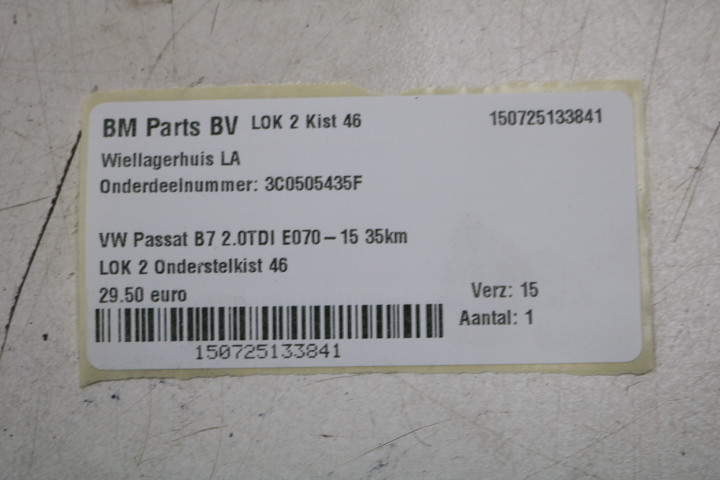 BM Parts BV LOK 2 Kist 46 150725133841
Wiellagerhuis LA
Onderdeelnummer: 3C0505435F
VW Passat B7 2.0TDI E070-15 35km
LOK 2 Onderstelkist 46
29.50 euro Verz: 15
Aantal: 1
150725133841